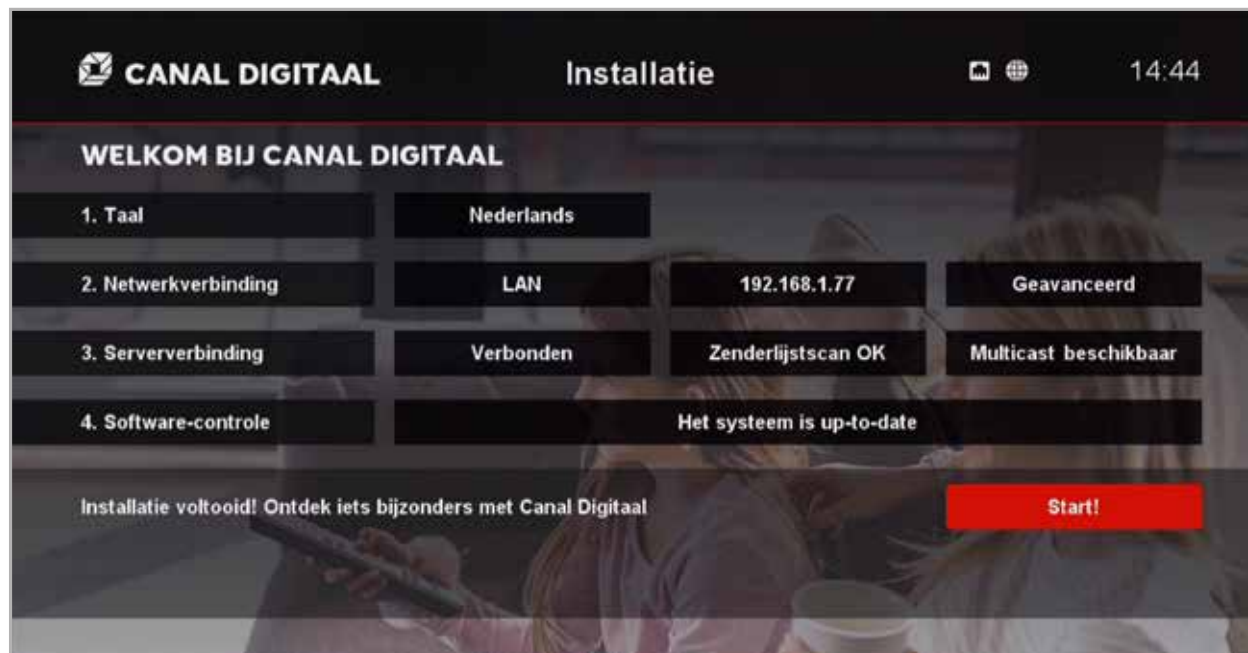 CANAL DIGITAAL Installatie 14:44
WELKOM BIJ CANAL DIGITAAL
1. Taal Nederlands
2. Netwerkverbinding LAN 192.168.1.77 Geavanceerd
3. Serververbinding Verbonden Zenderlijstscan OK Multicast beschikbaar
4. Software-controle Het systeem is up-to-date
Installatie voltooid! Ontdek iets bijzonders met Canal Digitaal Start!